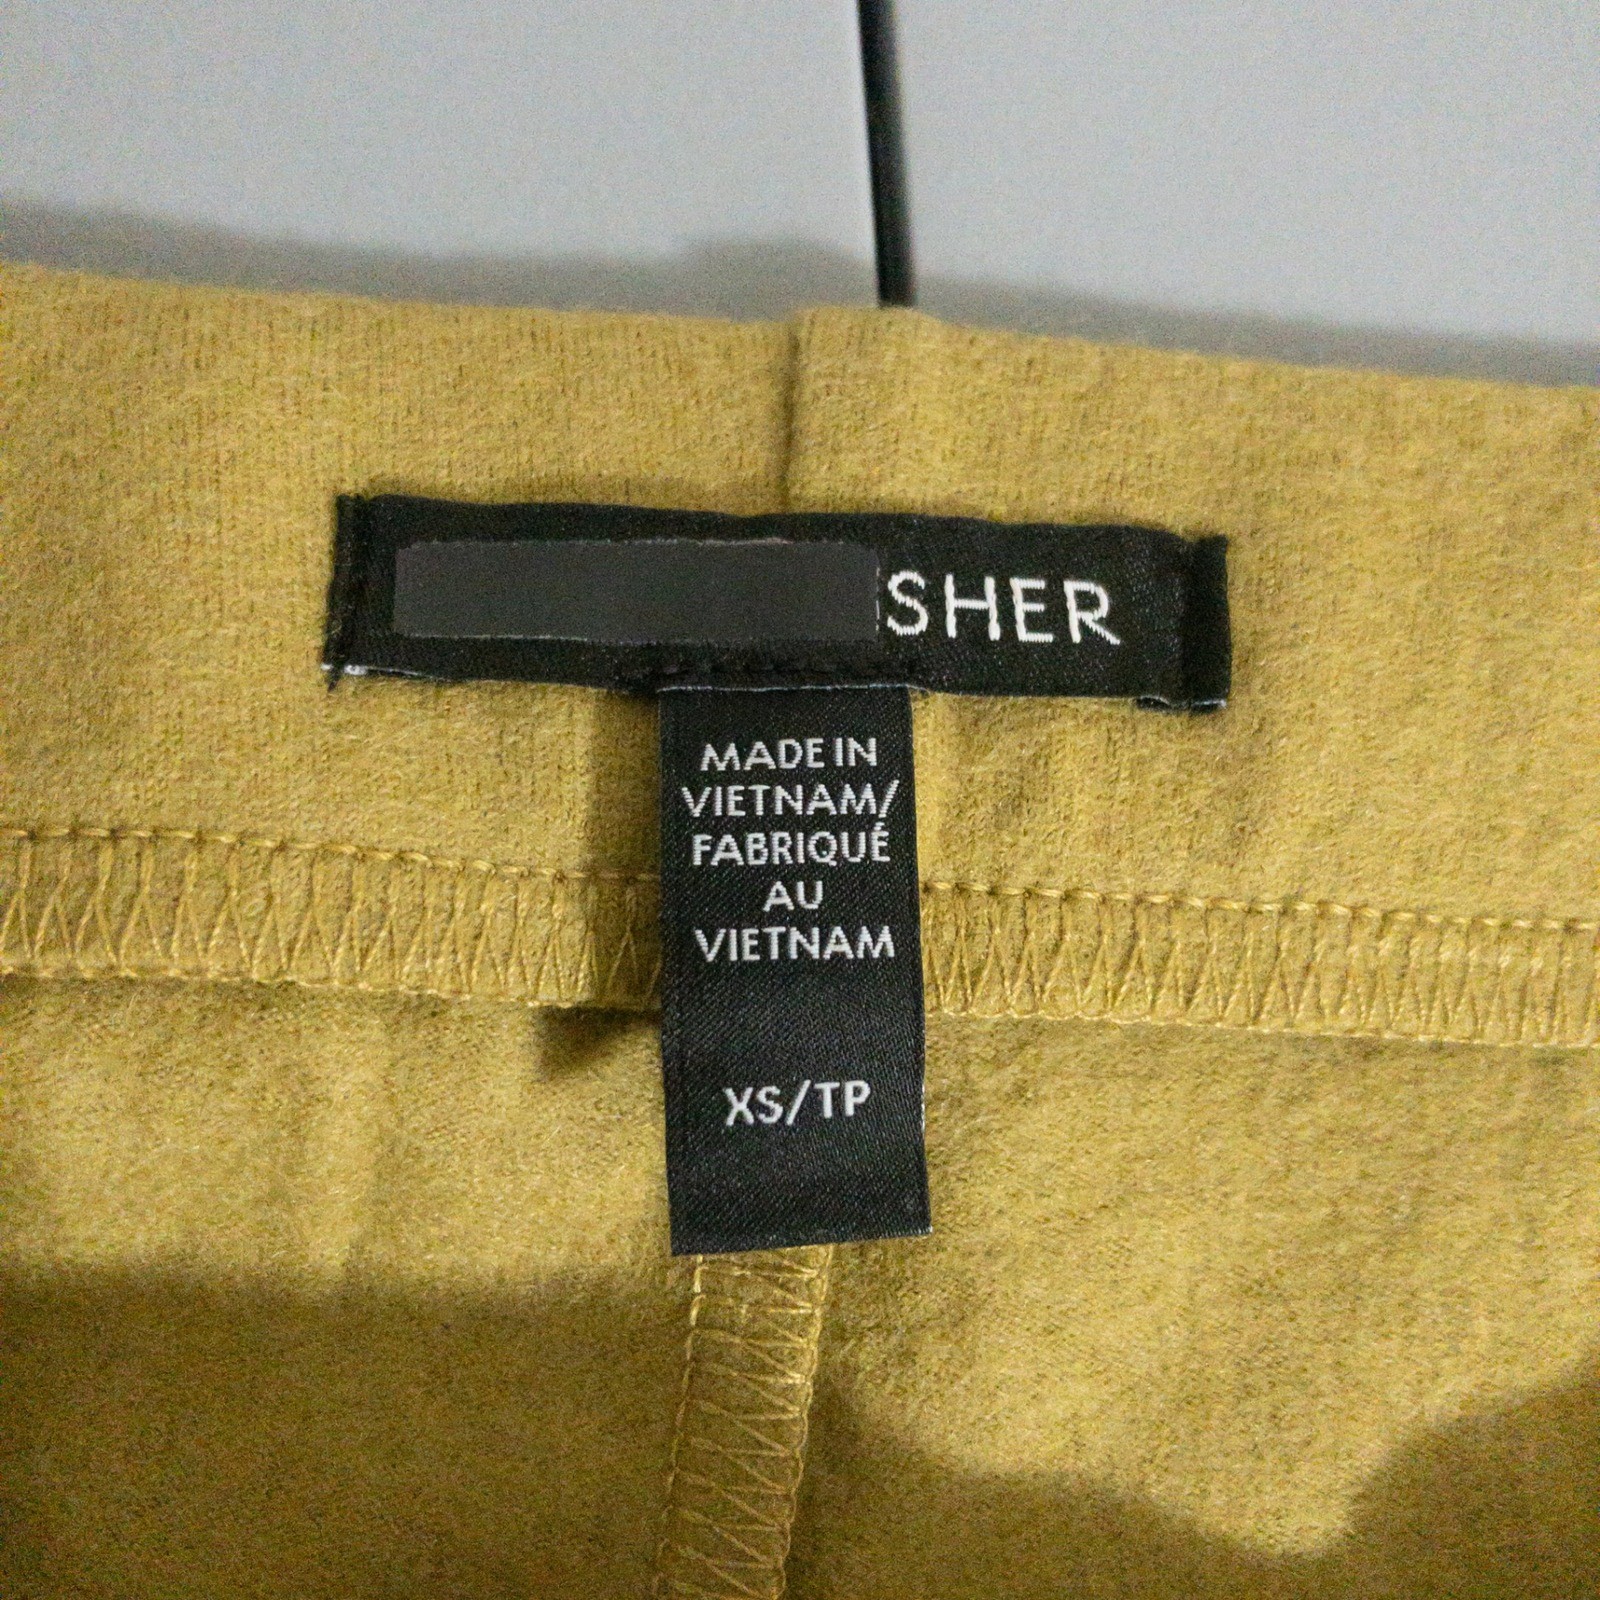 SHER
MADE IN
VIETNAM/
FABRIQUÉ
AU
VIETNAM
XS/TP